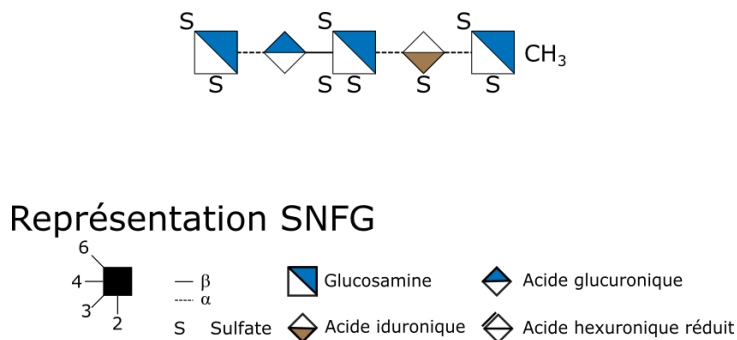 S S
CH₃
S S S S S
Représentation SNFG
6
4
3
2
β
α
S Sulfate
Glucosamine
Acide iduronique
Acide glucuronique
Acide hexuronique réduit